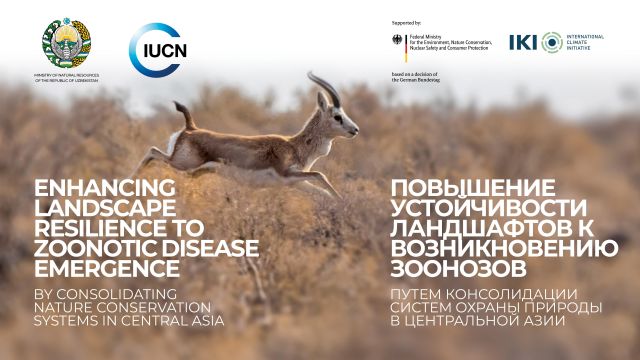 MINISTRY OF NATURAL RESOURCES
OF THE REPUBLIC OF UZBEKISTAN
IUCN
Supported by:
Federal Ministry
for the Environment, Nature Conservation,
Nuclear Safety and Consumer Protection
based on a decision of
the German Bundestag
IKI
INTERNATIONAL
CLIMATE
INITIATIVE
ENHANCING
LANDSCAPE
RESILIENCE TO
ZOONOTIC DISEASE
EMERGENCE
BY CONSOLIDATING
NATURE CONSERVATION
SYSTEMS IN CENTRAL ASIA
ПОВЫШЕНИЕ
УСТОЙЧИВОСТИ
ЛАНДШАФТОВ К
ВОЗНИКНОВЕНИЮ
ЗООНОЗОВ
ПУТЕМ КОНСОЛИДАЦИИ
СИСТЕМ ОХРАНЫ ПРИРОДЫ
В ЦЕНТРАЛЬНОЙ АЗИИ